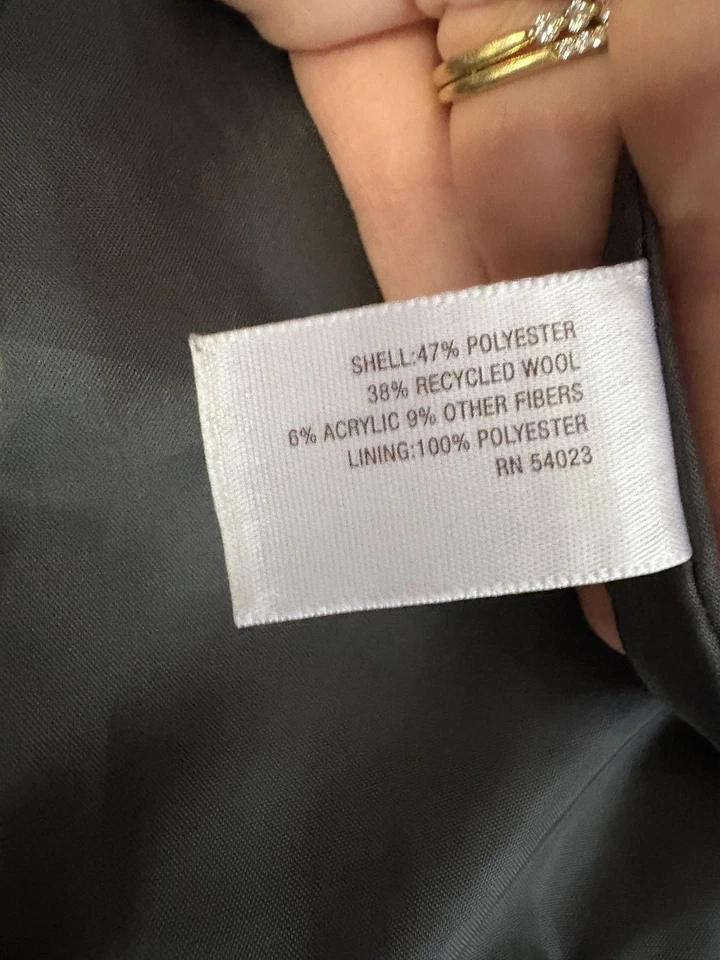 SHELL:47% POLYESTER
38% RECYCLED WOOL
6% ACRYLIC 9% OTHER FIBERS
LINING:100% POLYESTER
RN 54023